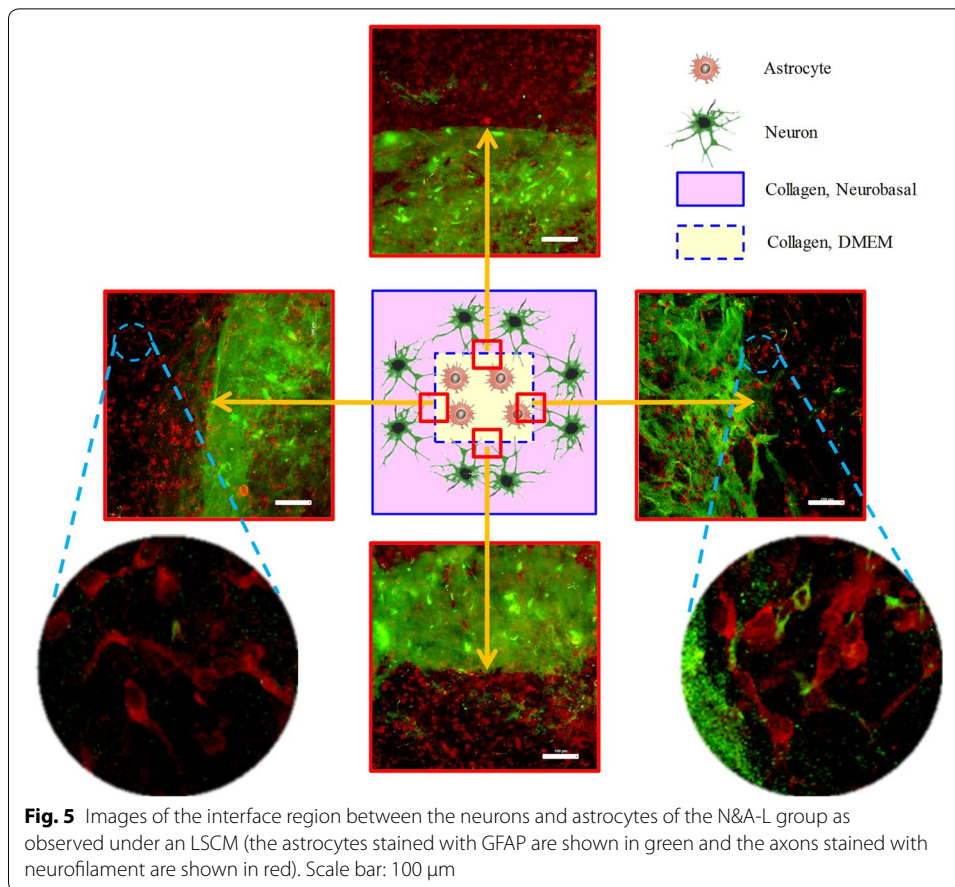 Astrocyte
Neuron
Collagen, Neurobasal
Collagen, DMEM
Fig. 5 Images of the interface region between the neurons and astrocytes of the N&A-L group as
observed under an LSCM (the astrocytes stained with GFAP are shown in green and the axons stained with
neurofilament are shown in red). Scale bar: 100 µm